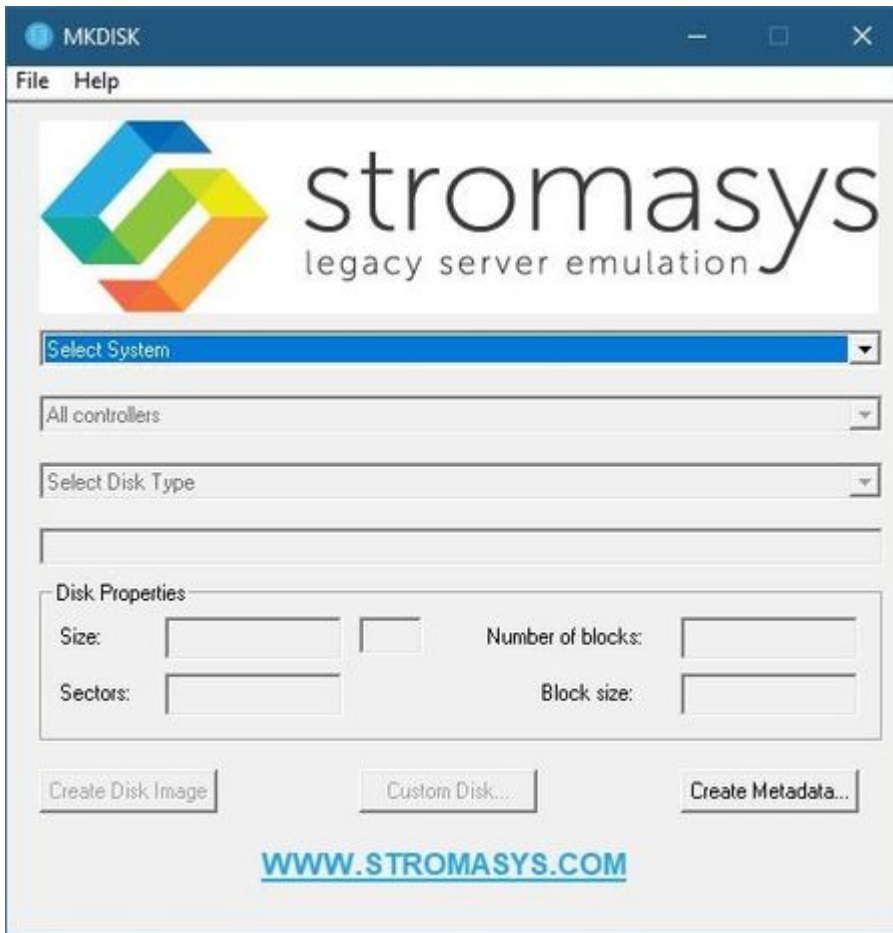 MKDISK
File Help
stromasys
legacy server emulation
Select System
All controllers
Select Disk Type
Disk Properties
Size: Number of blocks:
Sectors: Block size:
Create Disk Image Custom Disk... Create Metadata...
WWW.STROMASYS.COM